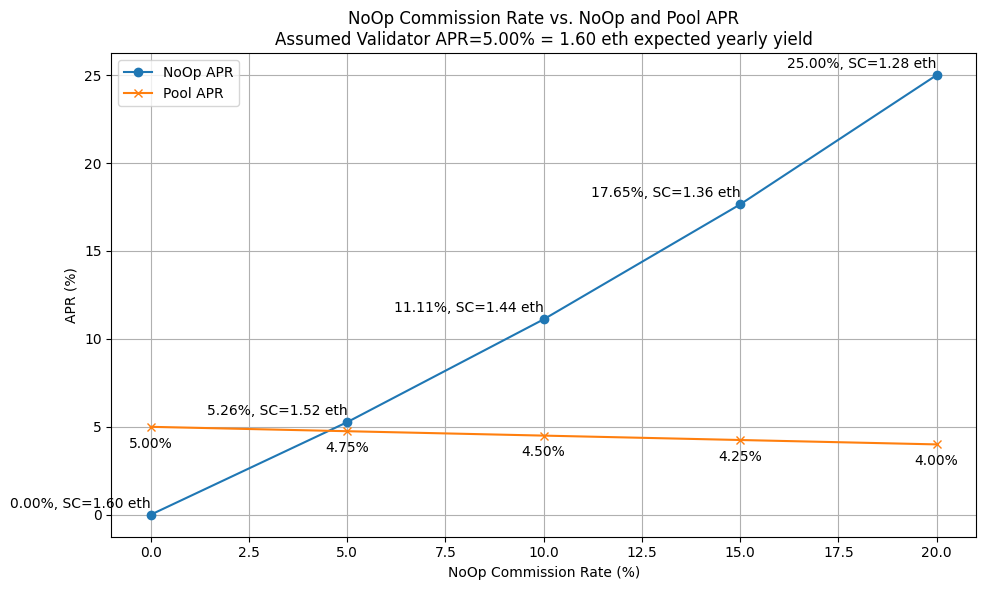 NoOp Commission Rate vs. NoOp and Pool APR
Assumed Validator APR=5.00% = 1.60 eth expected yearly yield
NoOp APR
Pool APR
25.00%, SC=1.28 eth
17.65%, SC=1.36 eth
11.11%, SC=1.44 eth
5.26%, SC=1.52 eth
0.00%, SC=1.60 eth
5.00%
4.75%
4.50%
4.25%
4.00%
APR (%)
25
20
15
10
5
0
0.0
2.5
5.0
7.5
10.0
12.5
15.0
17.5
20.0
NoOp Commission Rate (%)